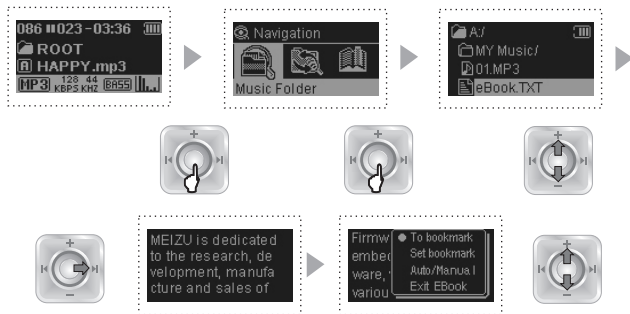 086 023-03:36
ROOT
A HAPPY.mp3
MP3 128 KBPS 44 KHZ BASS
Navigation
Music Folder
A:/
MY Music/
01.MP3
eBook.TXT
MEIZU is dedicated
to the research, de
velopment, manufa
cture and sales of
Firmw
embed
ware,
variou
To bookmark
Set bookmark
Auto/Manual
Exit EBook